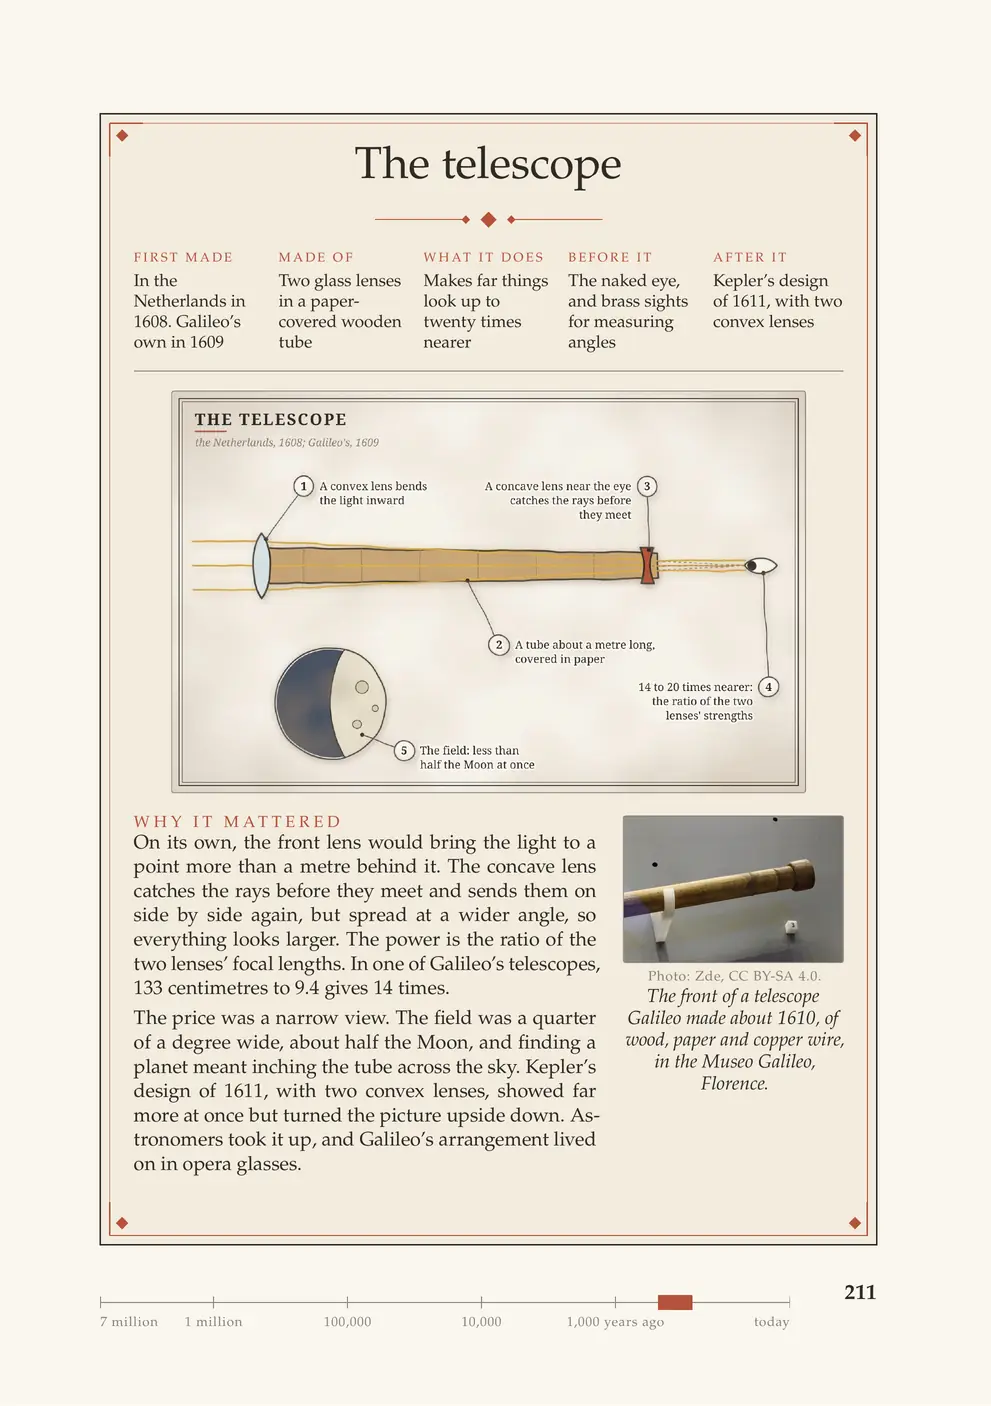 The telescope
FIRST MADE
In the
Netherlands in
1608. Galileo's
own in 1609
MADE OF
Two glass lenses
in a paper-
covered wooden
tube
WHAT IT DOES
Makes far things
look up to
twenty times
nearer
BEFORE IT
The naked eye,
and brass sights
for measuring
angles
AFTER IT
Kepler's design
of 1611, with two
convex lenses
THE TELESCOPE
the Netherlands, 1608; Galileo's, 1609
1 A convex lens bends
the light inward
A concave lens near the eye 3
catches the rays before
they meet
2 A tube about a metre long,
covered in paper
14 to 20 times nearer: 4
the ratio of the two
lenses' strengths
5 The field: less than
half the Moon at once
WHY IT MATTERED
On its own, the front lens would bring the light to a
point more than a metre behind it. The concave lens
catches the rays before they meet and sends them on
side by side again, but spread at a wider angle, so
everything looks larger. The power is the ratio of the
two lenses' focal lengths. In one of Galileo's telescopes,
133 centimetres to 9.4 gives 14 times.
The price was a narrow view. The field was a quarter
of a degree wide, about half the Moon, and finding a
planet meant inching the tube across the sky. Kepler's
design of 1611, with two convex lenses, showed far
more at once but turned the picture upside down. As-
tronomers took it up, and Galileo's arrangement lived
on in opera glasses.
Photo: Zde, CC BY-SA 4.0.
The front of a telescope
Galileo made about 1610, of
wood, paper and copper wire,
in the Museo Galileo,
Florence.
211
7 million 1 million 100,000 10,000 1,000 years ago today